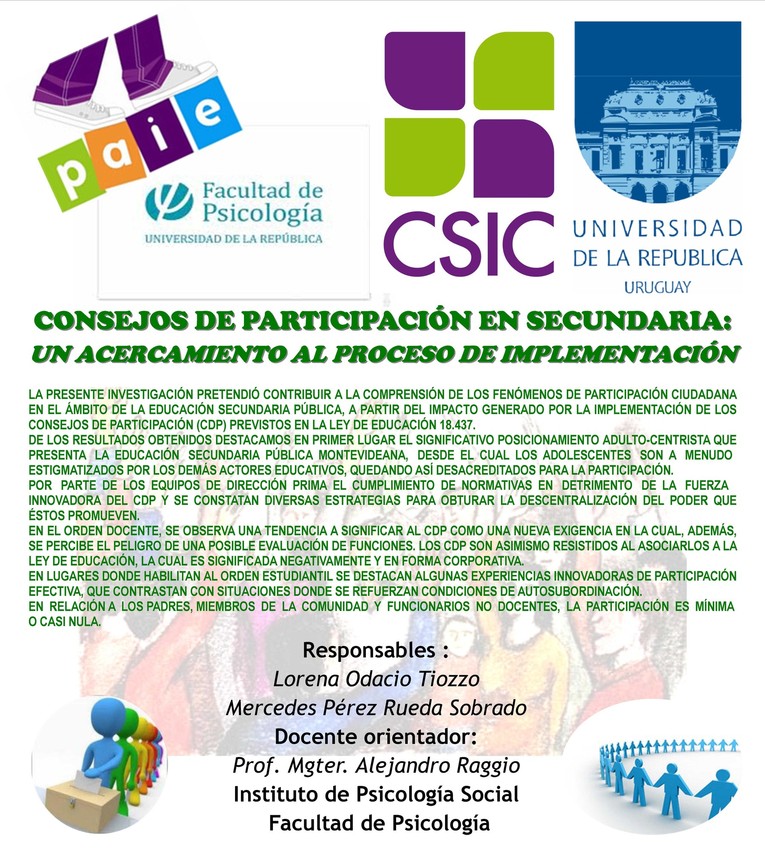 paie
Facultad de
Psicología
UNIVERSIDAD DE LA REPÚBLICA
CSIC
UNIVERSIDAD
DE LA REPUBLICA
URUGUAY
CONSEJOS DE PARTICIPACIÓN EN SECUNDARIA:
UN ACERCAMIENTO AL PROCESO DE IMPLEMENTACIÓN
LA PRESENTE INVESTIGACIÓN PRETENDIÓ CONTRIBUIR A LA COMPRENSIÓN DE LOS FENÓMENOS DE PARTICIPACIÓN CIUDADANA
EN EL ÁMBITO DE LA EDUCACIÓN SECUNDARIA PÚBLICA, A PARTIR DEL IMPACTO GENERADO POR LA IMPLEMENTACIÓN DE LOS
CONSEJOS DE PARTICIPACIÓN (CDP) PREVISTOS EN LA LEY DE EDUCACIÓN 18.437.
DE LOS RESULTADOS OBTENIDOS DESTACAMOS EN PRIMER LUGAR EL SIGNIFICATIVO POSICIONAMIENTO ADULTO-CENTRISTA QUE
PRESENTA LA EDUCACIÓN SECUNDARIA PÚBLICA MONTEVIDEANA, DESDE EL CUAL LOS ADOLESCENTES SON A MENUDO
ESTIGMATIZADOS POR LOS DEMÁS ACTORES EDUCATIVOS, QUEDANDO ASÍ DESACREDITADOS PARA LA PARTICIPACIÓN.
POR PARTE DE LOS EQUIPOS DE DIRECCIÓN PRIMA EL CUMPLIMIENTO DE NORMATIVAS EN DETRIMENTO DE LA FUERZA
INNOVADORA DEL CDP Y SE CONSTATAN DIVERSAS ESTRATEGIAS PARA OBTURAR LA DESCENTRALIZACIÓN DEL PODER QUE
ÉSTOS PROMUEVEN.
EN EL ORDEN DOCENTE, SE OBSERVA UNA TENDENCIA A SIGNIFICAR AL CDP COMO UNA NUEVA EXIGENCIA EN LA CUAL, ADEMÁS,
SE PERCIBE EL PELIGRO DE UNA POSIBLE EVALUACIÓN DE FUNCIONES. LOS CDP SON ASIMISMO RESISTIDOS AL ASOCIARLOS A LA
LEY DE EDUCACIÓN, LA CUAL ES SIGNIFICADA NEGATIVAMENTE Y EN FORMA CORPORATIVA.
EN LUGARES DONDE HABILITAN AL ORDEN ESTUDIANTIL SE DESTACAN ALGUNAS EXPERIENCIAS INNOVADORAS DE PARTICIPACIÓN
EFECTIVA, QUE CONTRASTAN CON SITUACIONES DONDE SE REFUERZAN CONDICIONES DE AUTOSUBORDINACIÓN.
EN RELACIÓN A LOS PADRES, MIEMBROS DE LA COMUNIDAD Y FUNCIONARIOS NO DOCENTES, LA PARTICIPACIÓN ES MÍNIMA
O CASI NULA.
Responsables :
Lorena Odacio Tiozzo
Mercedes Pérez Rueda Sobrado
Docente orientador:
Prof. Mgter. Alejandro Raggio
Instituto de Psicología Social
Facultad de Psicología